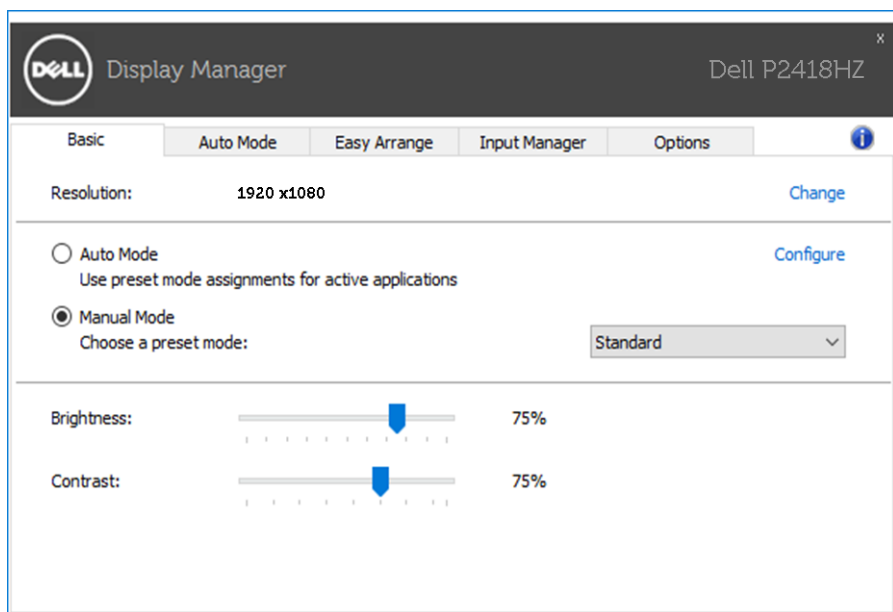 DELL Display Manager Dell P2418HZ x
Basic Auto Mode Easy Arrange Input Manager Options i
Resolution: 1920 x1080 Change
Auto Mode Configure
Use preset mode assignments for active applications
Manual Mode
Choose a preset mode: Standard
Brightness: 75%
Contrast: 75%